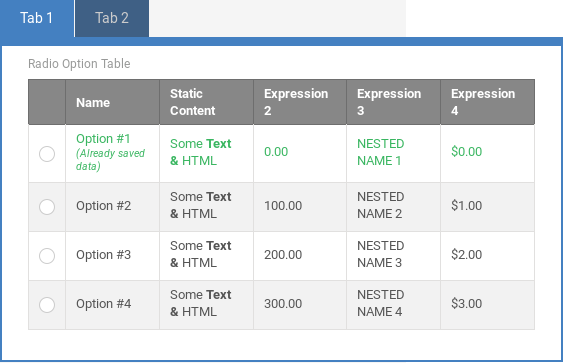 Tab 1 Tab 2
Radio Option Table
Name Static Content Expression 2 Expression 3 Expression 4
Option #1 (Already saved data) Some Text & HTML 0.00 NESTED NAME 1 $0.00
Option #2 Some Text & HTML 100.00 NESTED NAME 2 $1.00
Option #3 Some Text & HTML 200.00 NESTED NAME 3 $2.00
Option #4 Some Text & HTML 300.00 NESTED NAME 4 $3.00